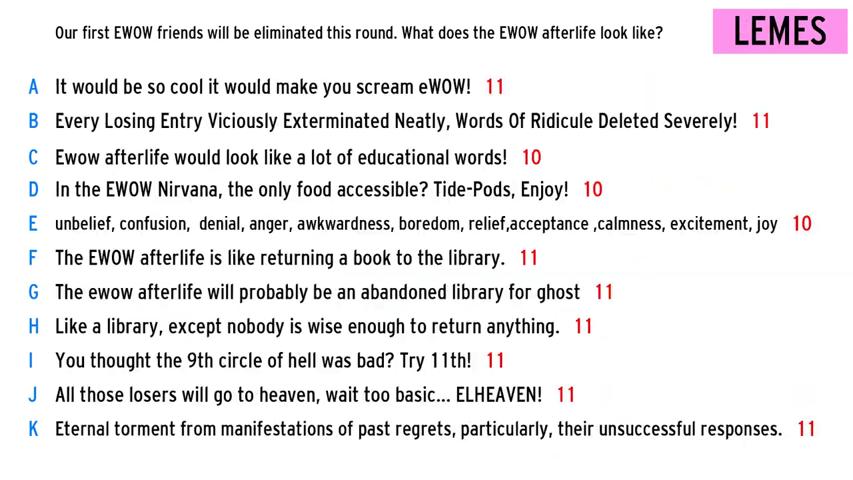 Our first EWOW friends will be eliminated this round. What does the EWOW afterlife look like?
LEMES
A It would be so cool it would make you scream eWOW! 11
B Every Losing Entry Viciously Exterminated Neatly, Words Of Ridicule Deleted Severely! 11
C Ewow afterlife would look like a lot of educational words! 10
D In the EWOW Nirvana, the only food accessible? Tide-Pods, Enjoy! 10
E unbelief, confusion, denial, anger, awkwardness, boredom, relief,acceptance ,calmness, excitement, joy 10
F The EWOW afterlife is like returning a book to the library. 11
G The ewow afterlife will probably be an abandoned library for ghost 11
H Like a library, except nobody is wise enough to return anything. 11
I You thought the 9th circle of hell was bad? Try 11th! 11
J All those losers will go to heaven, wait too basic... ELHEAVEN! 11
K Eternal torment from manifestations of past regrets, particularly, their unsuccessful responses. 11